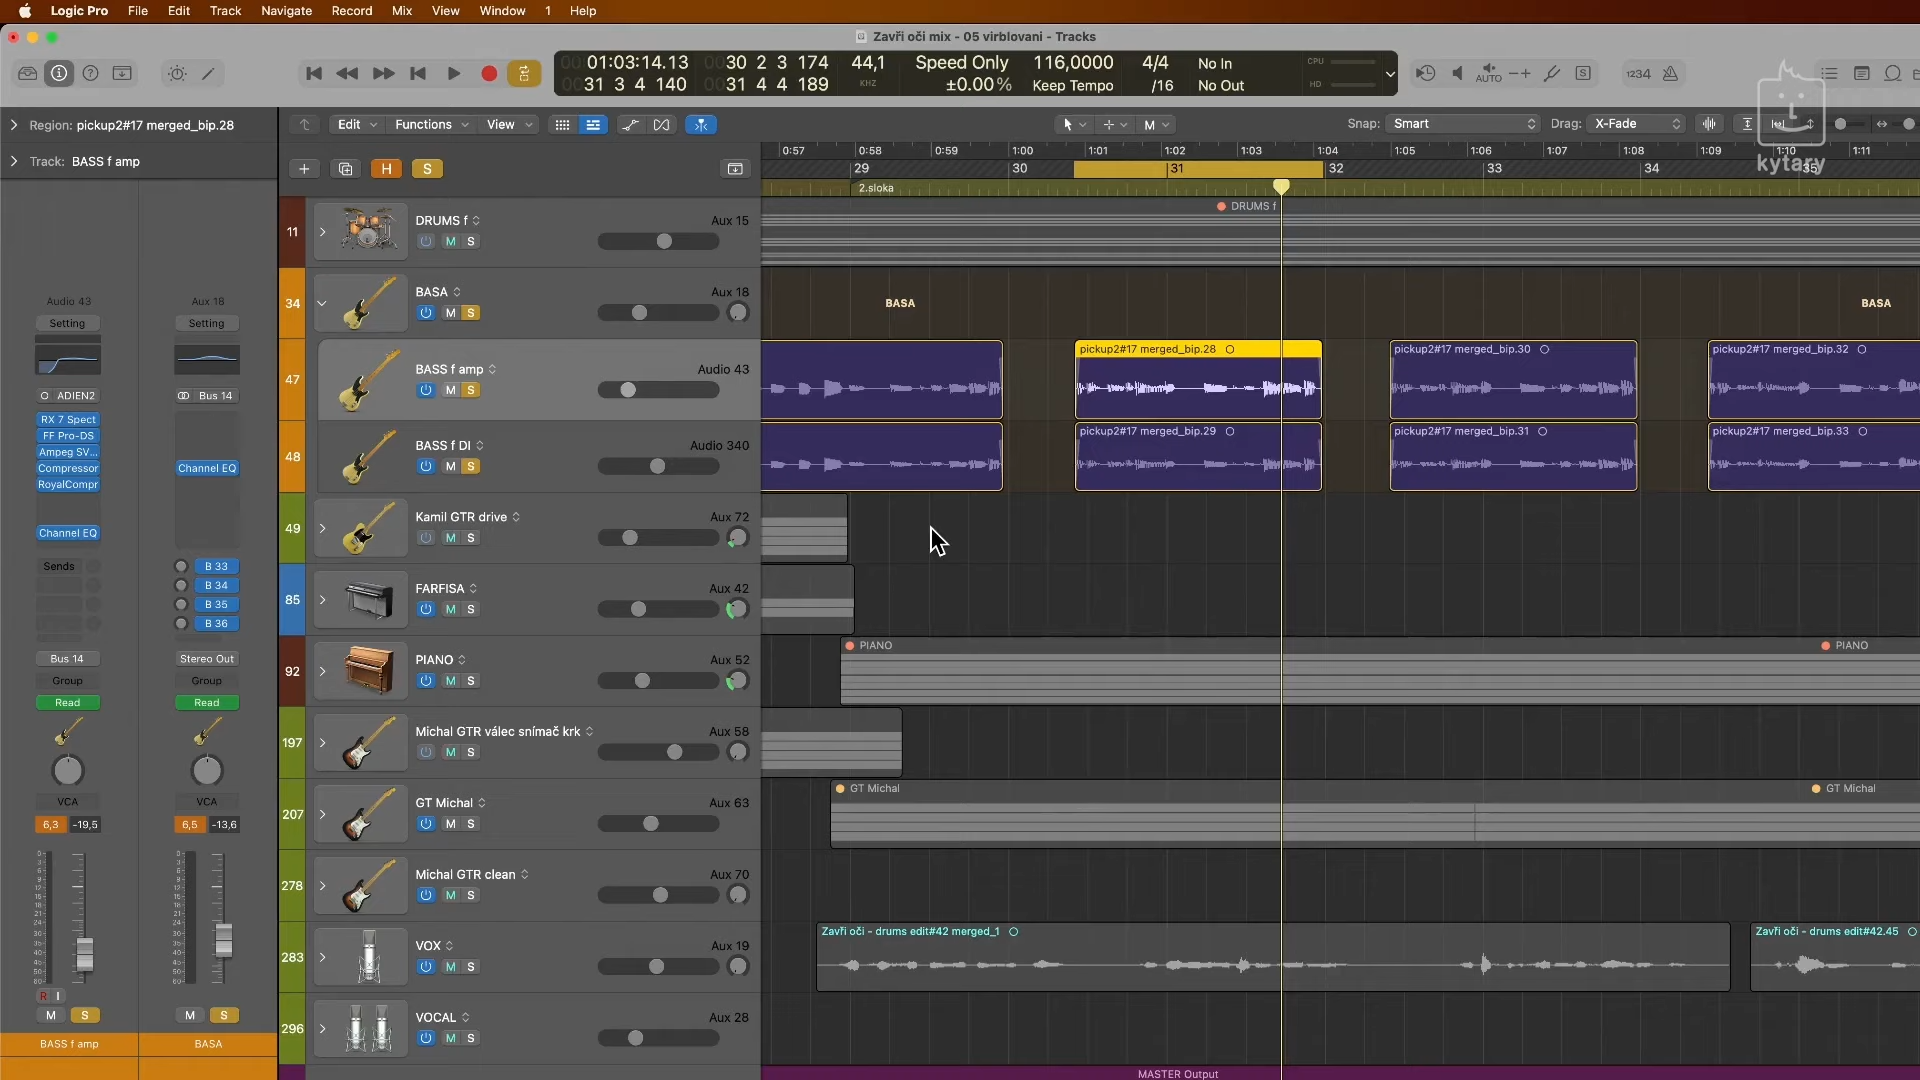 Logic Pro File Edit Track Navigate Record Mix View Window 1 Help
Zavři oči mix - 05 virblovani - Tracks
01:03:14.13 30 2 3 174 44,1 Speed Only 116,0000 4/4 No In CPU
31 3 4 140 31 4 4 189 KHZ ±0.00% Keep Tempo /16 No Out HD
AUTO 1234
kytary
Region: pickup2#17 merged_bip.28
Edit Functions View M Snap: Smart Drag: X-Fade
Track: BASS f amp
H S
0:57 0:58 0:59 1:00 1:01 1:02 1:03 1:04 1:05 1:06 1:07 1:08 1:09 1:10 1:11
29 30 31 32 33 34 35
2.sloka
11 DRUMS f Aux 15 M S
DRUMS f
34 BASA Aux 18 M S
BASA BASA
47 BASS f amp Audio 43 M S
pickup2#17 merged_bip.28 pickup2#17 merged_bip.30 pickup2#17 merged_bip.32
48 BASS f DI Audio 340 M S
pickup2#17 merged_bip.29 pickup2#17 merged_bip.31 pickup2#17 merged_bip.33
49 Kamil GTR drive Aux 72 M S
85 FARFISA Aux 42 M S
92 PIANO Aux 52 M S
PIANO PIANO
197 Michal GTR válec snímač krk Aux 58 M S
207 GT Michal Aux 63 M S
GT Michal GT Michal
278 Michal GTR clean Aux 70 M S
283 VOX Aux 19 M S
Zavři oči - drums edit#42 merged_1 Zavři oči - drums edit#42.45
296 VOCAL Aux 28 M S
MASTER Output
Audio 43 Aux 18
Setting Setting
ADIEN2 Bus 14
RX 7 Spect
FF Pro-DS
Ampeg SV...
Compressor Channel EQ
RoyalCompr
Channel EQ
Sends B 33
B 34
B 35
B 36
Bus 14 Stereo Out
Group Group
Read Read
VCA VCA
6,3 -19,5 6,5 -13,6
R I
M S M S
BASS f amp BASA